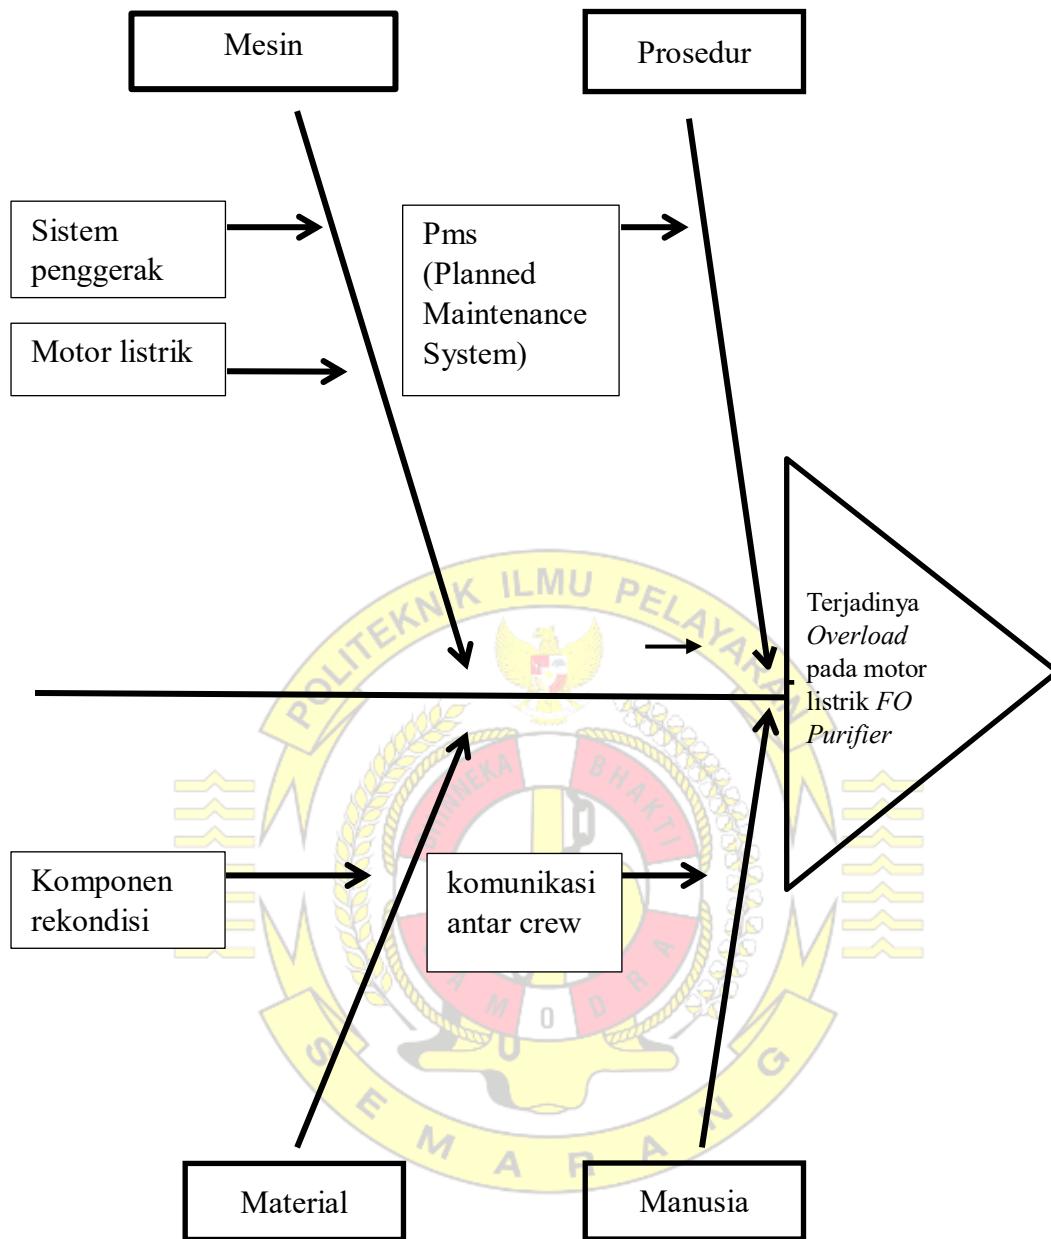 Mesin
Prosedur
Sistem
penggerak
Motor listrik
Pms
(Planned
Maintenance
System)
Terjadinya
Overload
pada motor
listrik FO
Purifier
POLITEKNIK ILMU PELAYARAN
BHAKTI
Komponen
rekondisi
komunikasi
antar crew
SEMARANG
Material
Manusia